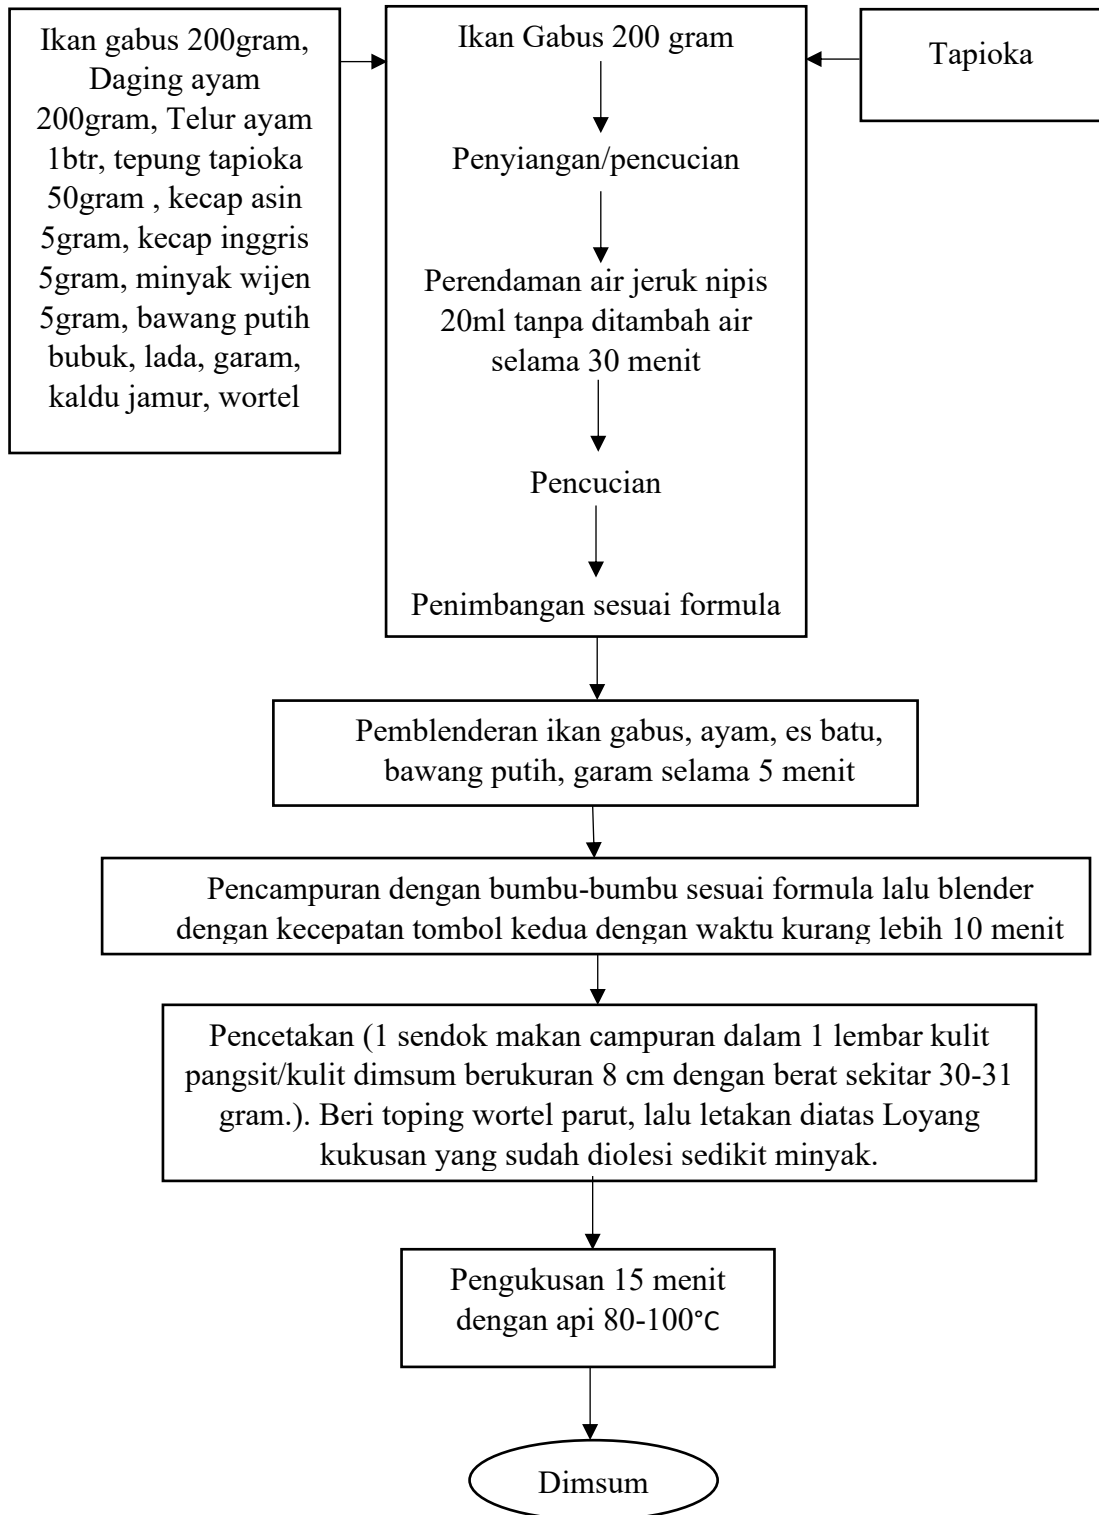 Ikan gabus 200gram,
Daging ayam
200gram, Telur ayam
1btr, tepung tapioka
50gram , kecap asin
5gram, kecap inggris
5gram, minyak wijen
5gram, bawang putih
bubuk, lada, garam,
kaldu jamur, wortel
Ikan Gabus 200 gram
Penyiangan/pencucian
Perendaman air jeruk nipis
20ml tanpa ditambah air
selama 30 menit
Pencucian
Penimbangan sesuai formula
Tapioka
Pemblenderan ikan gabus, ayam, es batu,
bawang putih, garam selama 5 menit
Pencampuran dengan bumbu-bumbu sesuai formula lalu blender
dengan kecepatan tombol kedua dengan waktu kurang lebih 10 menit
Pencetakan (1 sendok makan campuran dalam 1 lembar kulit
pangsit/kulit dimsum berukuran 8 cm dengan berat sekitar 30-31
gram.). Beri toping wortel parut, lalu letakan diatas Loyang
kukusan yang sudah diolesi sedikit minyak.
Pengukusan 15 menit
dengan api 80-100°C
Dimsum